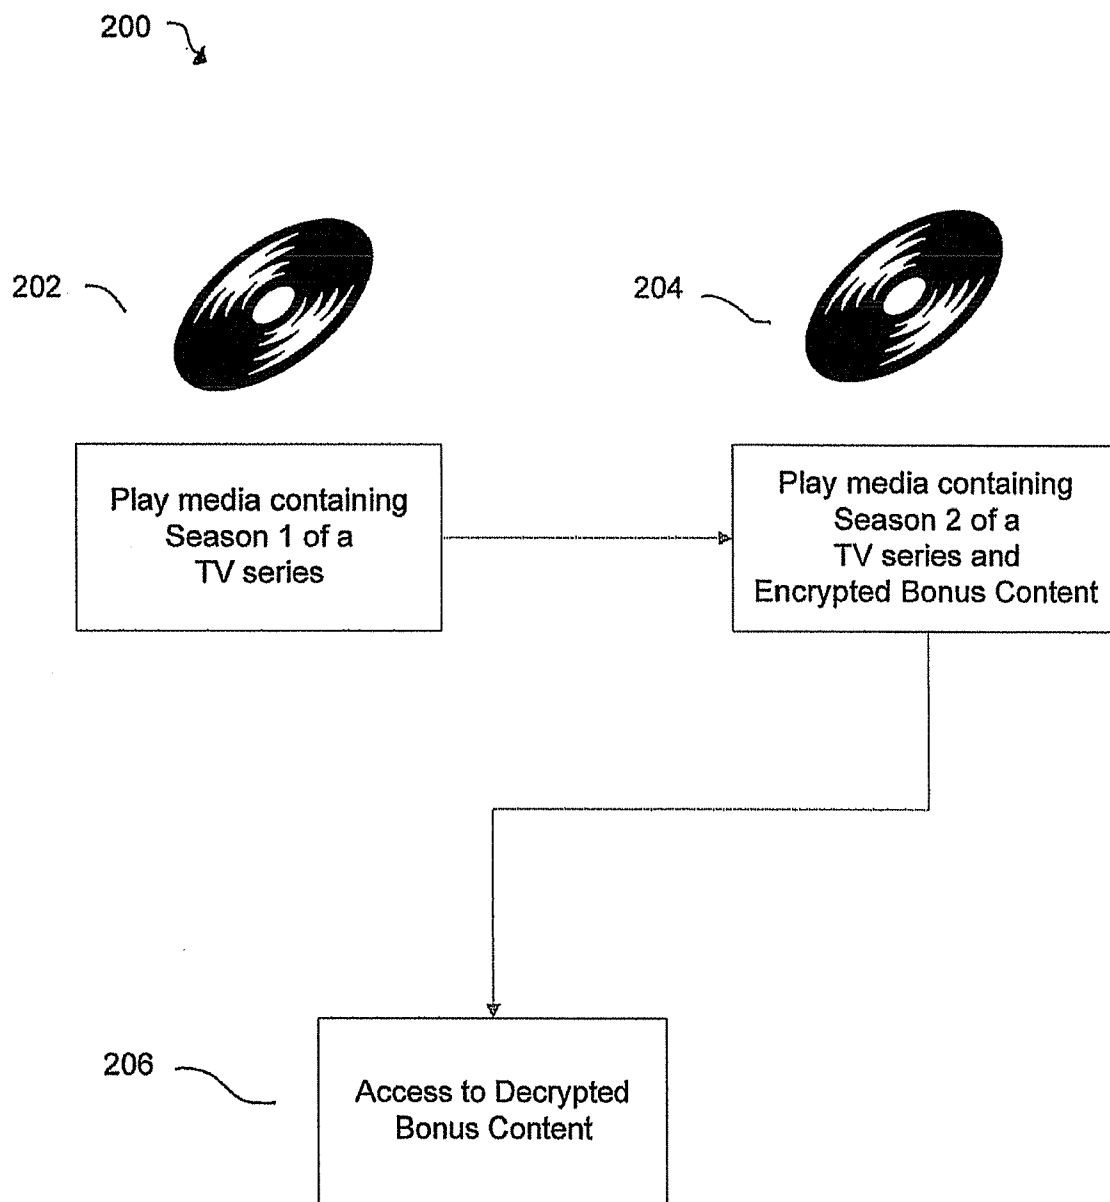 200
202
204
Play media containing
Season 1 of a
TV series
Play media containing
Season 2 of a
TV series and
Encrypted Bonus Content
206
Access to Decrypted
Bonus Content